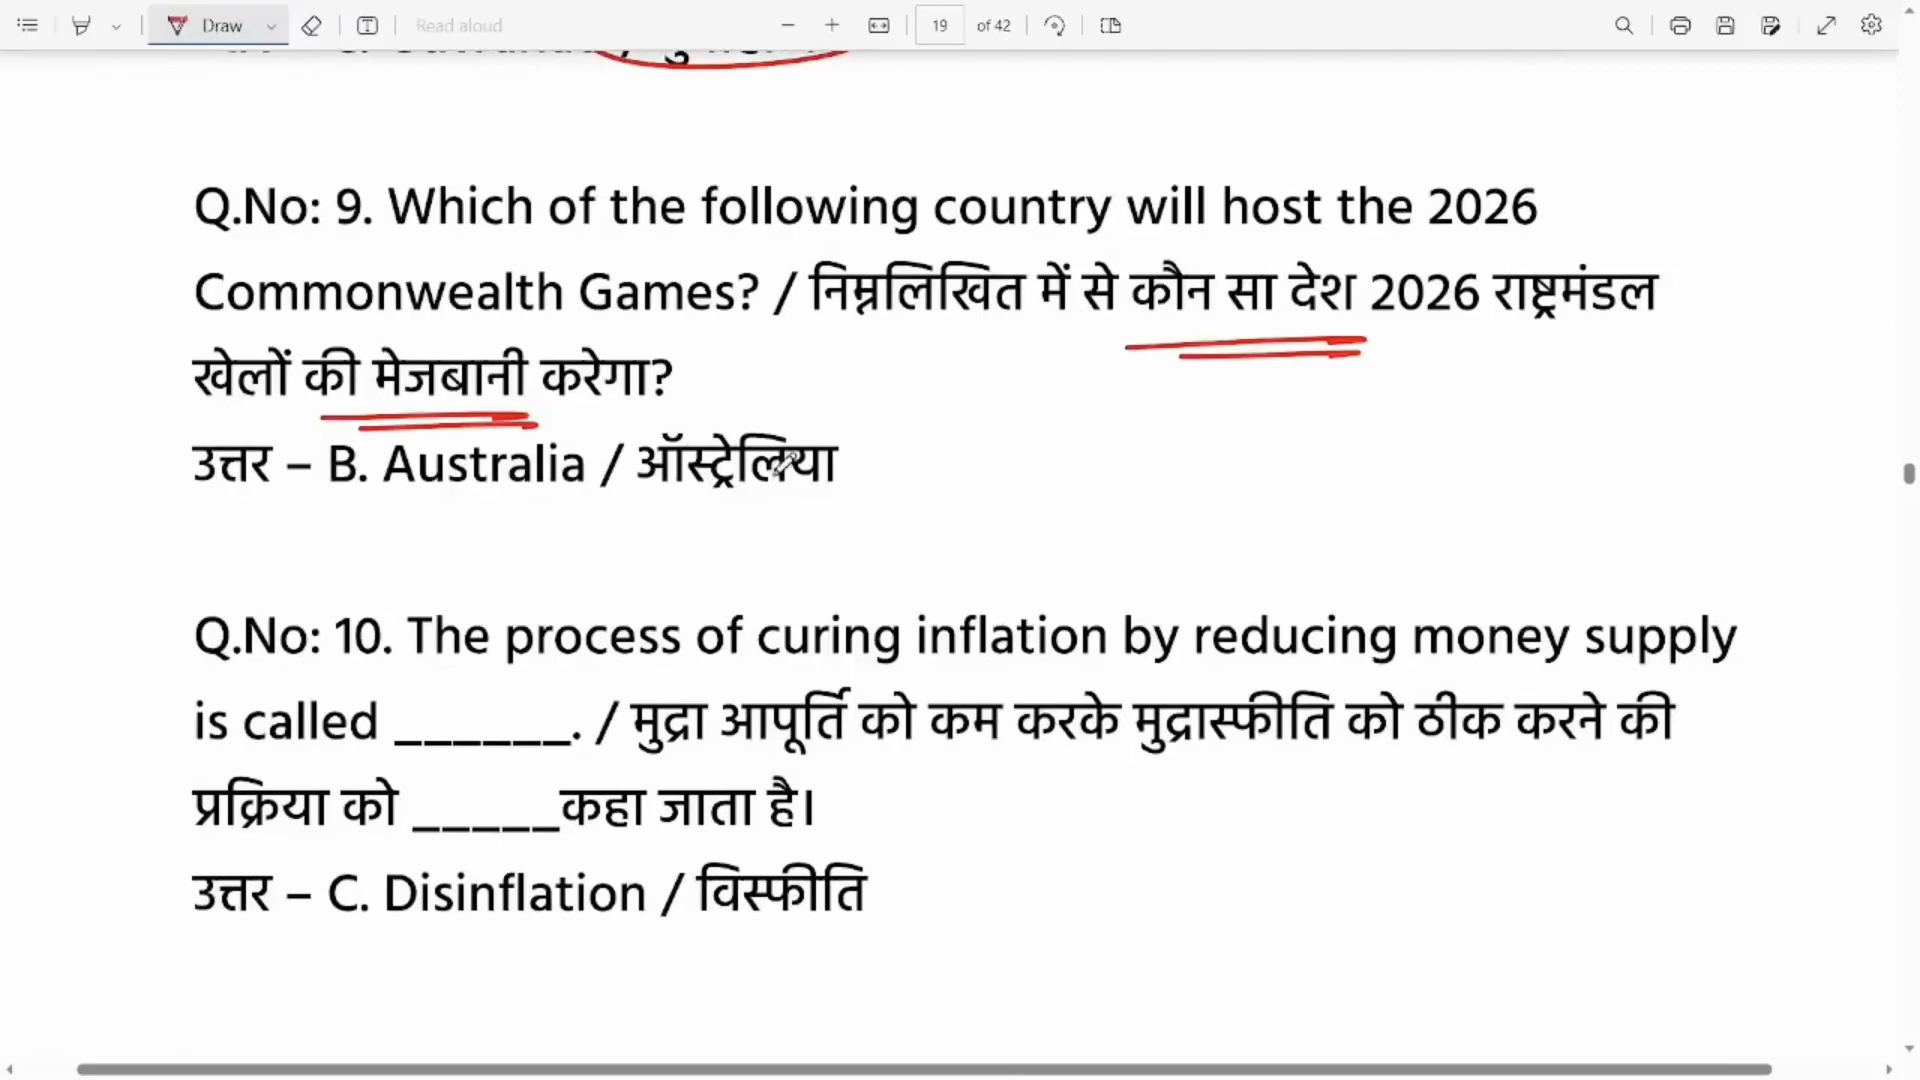 Draw
Read aloud
19 of 42
Q.No: 9. Which of the following country will host the 2026
Commonwealth Games? / निम्नलिखित में से कौन सा देश 2026 राष्ट्रमंडल
खेलों की मेजबानी करेगा?
उत्तर – B. Australia / ऑस्ट्रेलिया
Q.No: 10. The process of curing inflation by reducing money supply
is called ______. / मुद्रा आपूर्ति को कम करके मुद्रास्फीति को ठीक करने की
प्रक्रिया को _____कहा जाता है।
उत्तर – C. Disinflation / विस्फीति